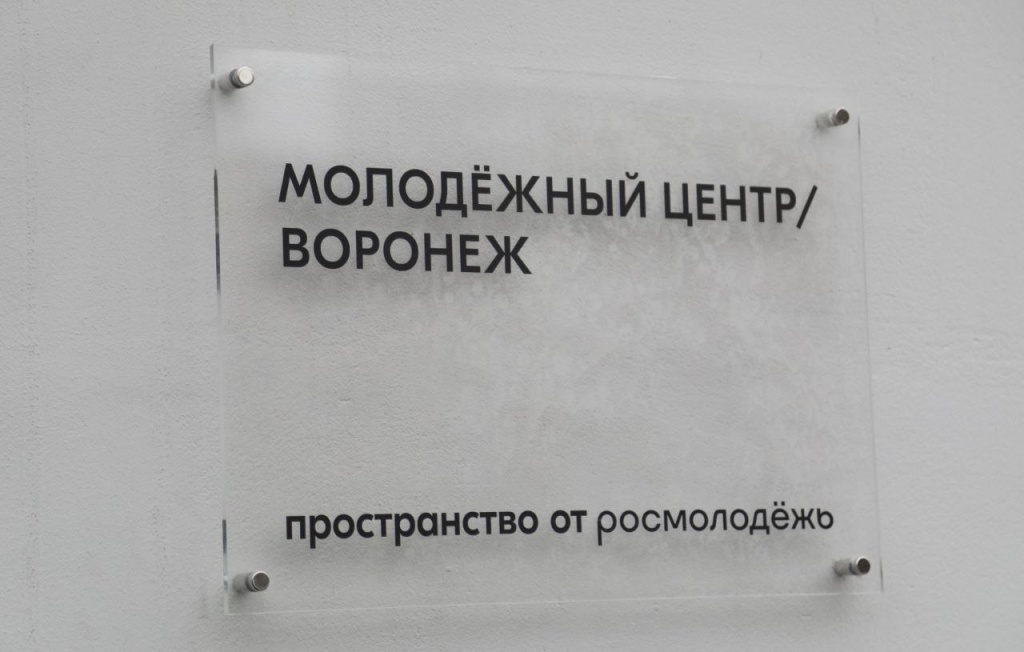 МОЛОДЁЖНЫЙ ЦЕНТР/
ВОРОНЕЖ
пространство от росмолодёжь